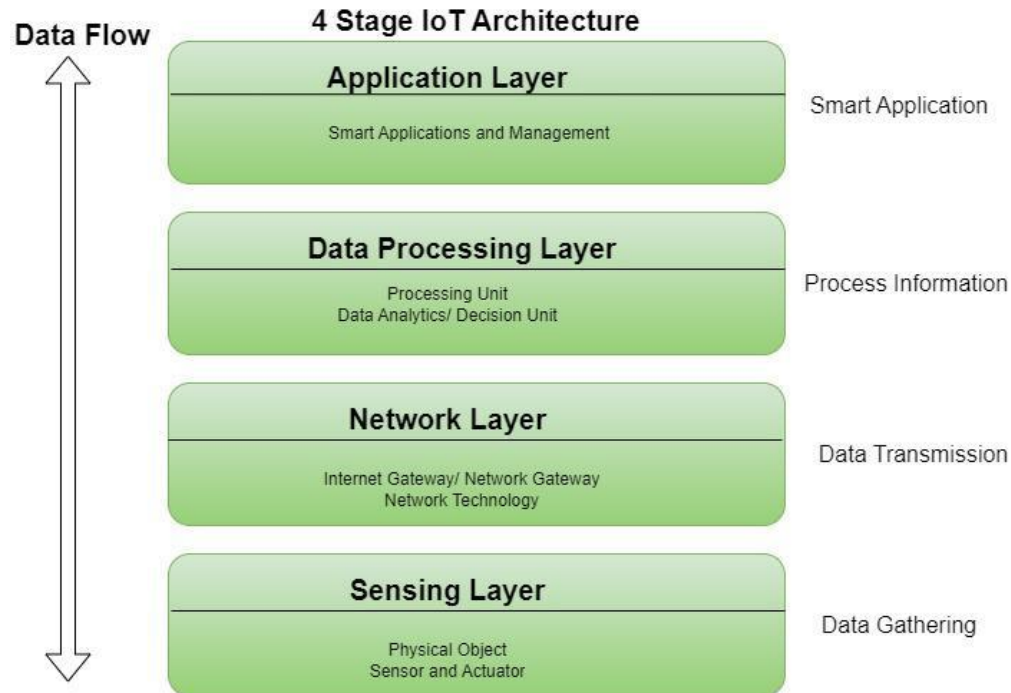 4 Stage IoT Architecture
Data Flow
Application Layer
Smart Applications and Management
Smart Application
Data Processing Layer
Processing Unit
Data Analytics/ Decision Unit
Process Information
Network Layer
Internet Gateway/ Network Gateway
Network Technology
Data Transmission
Sensing Layer
Physical Object
Sensor and Actuator
Data Gathering